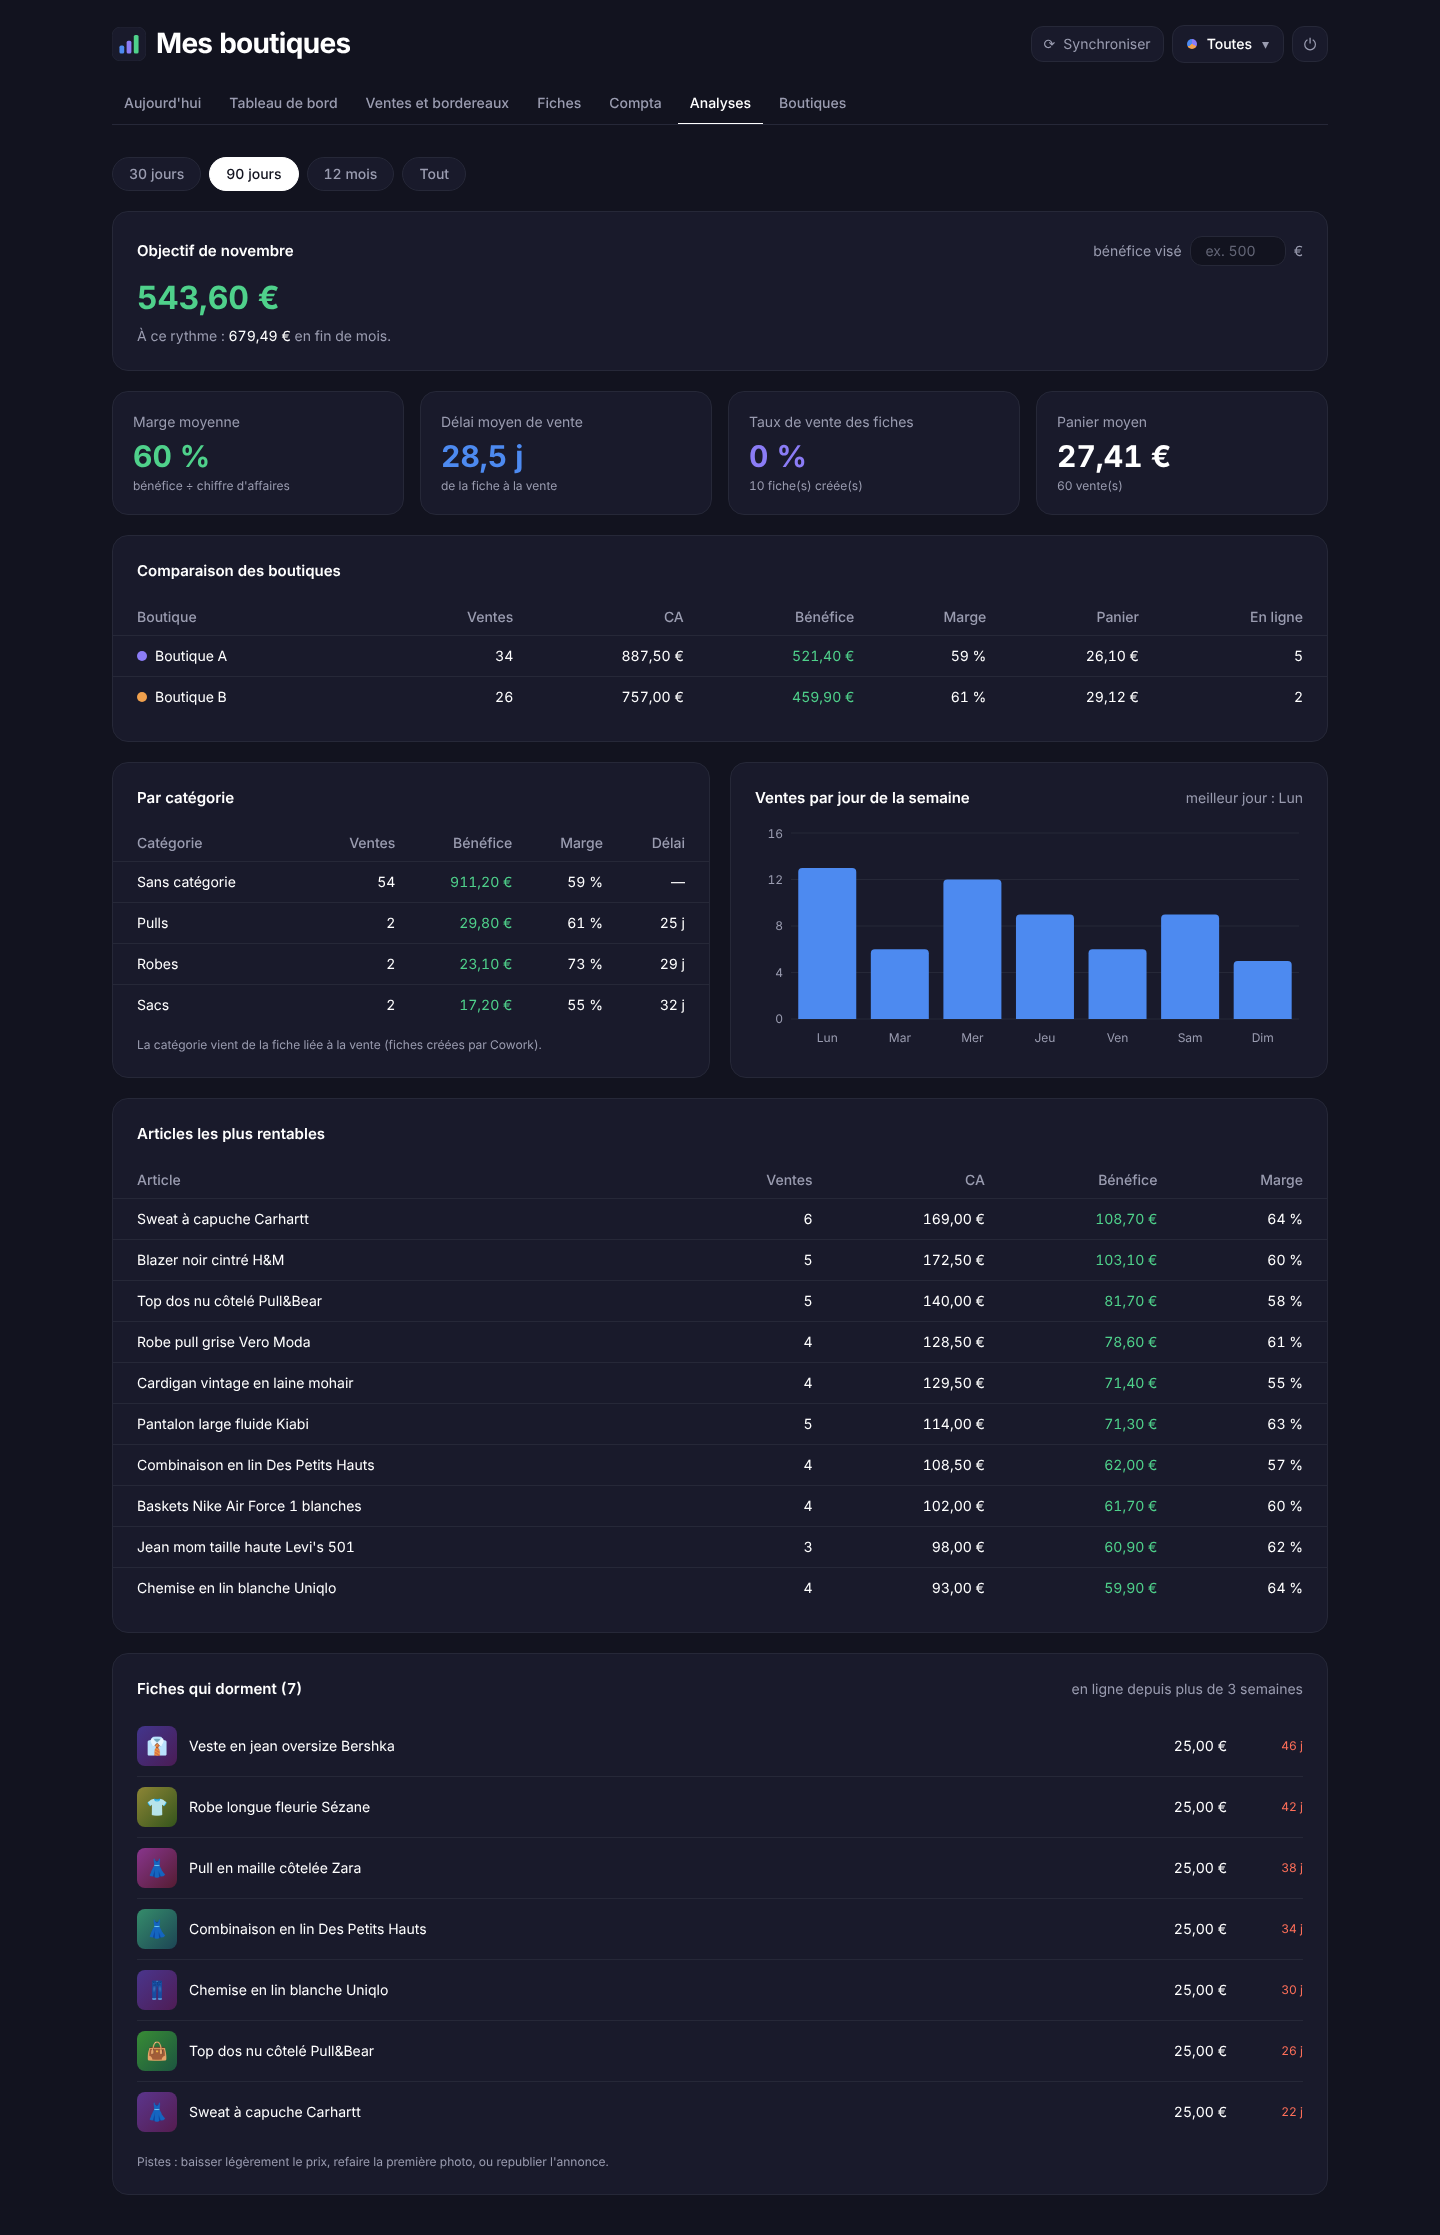 Mes boutiques
⟳ Synchroniser
Toutes ▾
Aujourd'hui Tableau de bord Ventes et bordereaux Fiches Compta Analyses Boutiques
30 jours 90 jours 12 mois Tout
Objectif de novembre
bénéfice visé ex. 500 €
543,60 €
À ce rythme : 679,49 € en fin de mois.
Marge moyenne
60 %
bénéfice ÷ chiffre d'affaires
Délai moyen de vente
28,5 j
de la fiche à la vente
Taux de vente des fiches
0 %
10 fiche(s) créée(s)
Panier moyen
27,41 €
60 vente(s)
Comparaison des boutiques
Boutique Ventes CA Bénéfice Marge Panier En ligne
Boutique A 34 887,50 € 521,40 € 59 % 26,10 € 5
Boutique B 26 757,00 € 459,90 € 61 % 29,12 € 2
Par catégorie
Catégorie Ventes Bénéfice Marge Délai
Sans catégorie 54 911,20 € 59 % —
Pulls 2 29,80 € 61 % 25 j
Robes 2 23,10 € 73 % 29 j
Sacs 2 17,20 € 55 % 32 j
La catégorie vient de la fiche liée à la vente (fiches créées par Cowork).
Ventes par jour de la semaine
meilleur jour : Lun
16
12
8
4
0
Lun Mar Mer Jeu Ven Sam Dim
Articles les plus rentables
Article Ventes CA Bénéfice Marge
Sweat à capuche Carhartt 6 169,00 € 108,70 € 64 %
Blazer noir cintré H&M 5 172,50 € 103,10 € 60 %
Top dos nu côtelé Pull&Bear 5 140,00 € 81,70 € 58 %
Robe pull grise Vero Moda 4 128,50 € 78,60 € 61 %
Cardigan vintage en laine mohair 4 129,50 € 71,40 € 55 %
Pantalon large fluide Kiabi 5 114,00 € 71,30 € 63 %
Combinaison en lin Des Petits Hauts 4 108,50 € 62,00 € 57 %
Baskets Nike Air Force 1 blanches 4 102,00 € 61,70 € 60 %
Jean mom taille haute Levi's 501 3 98,00 € 60,90 € 62 %
Chemise en lin blanche Uniqlo 4 93,00 € 59,90 € 64 %
Fiches qui dorment (7)
en ligne depuis plus de 3 semaines
Veste en jean oversize Bershka 25,00 € 46 j
Robe longue fleurie Sézane 25,00 € 42 j
Pull en maille côtelée Zara 25,00 € 38 j
Combinaison en lin Des Petits Hauts 25,00 € 34 j
Chemise en lin blanche Uniqlo 25,00 € 30 j
Top dos nu côtelé Pull&Bear 25,00 € 26 j
Sweat à capuche Carhartt 25,00 € 22 j
Pistes : baisser légèrement le prix, refaire la première photo, ou republier l'annonce.